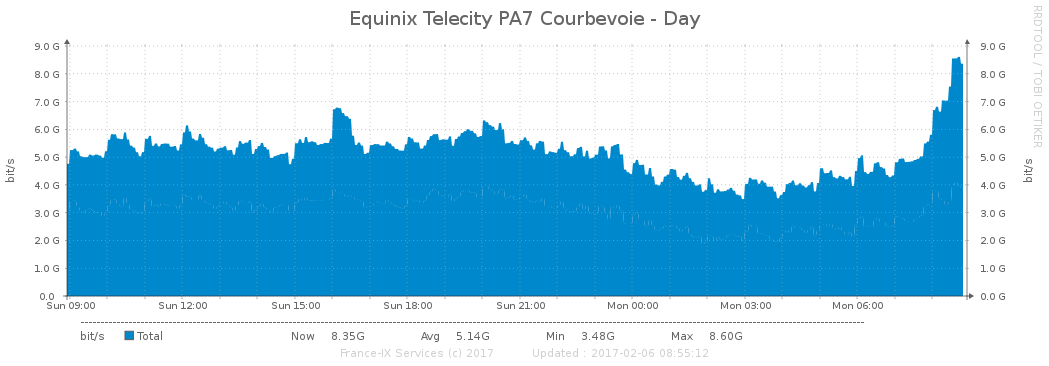 Equinix Telecity PA7 Courbevoie - Day
RRDTOOL / TOBI OETIKER
bit/s
bit/s
9.0 G 9.0 G
8.0 G 8.0 G
7.0 G 7.0 G
6.0 G 6.0 G
5.0 G 5.0 G
4.0 G 4.0 G
3.0 G 3.0 G
2.0 G 2.0 G
1.0 G 1.0 G
0.0 0.0 G
Sun 09:00 Sun 12:00 Sun 15:00 Sun 18:00 Sun 21:00 Mon 00:00 Mon 03:00 Mon 06:00
bit/s Total Now 8.35G Avg 5.14G Min 3.48G Max 8.60G
France-IX Services (c) 2017 Updated : 2017-02-06 08:55:12